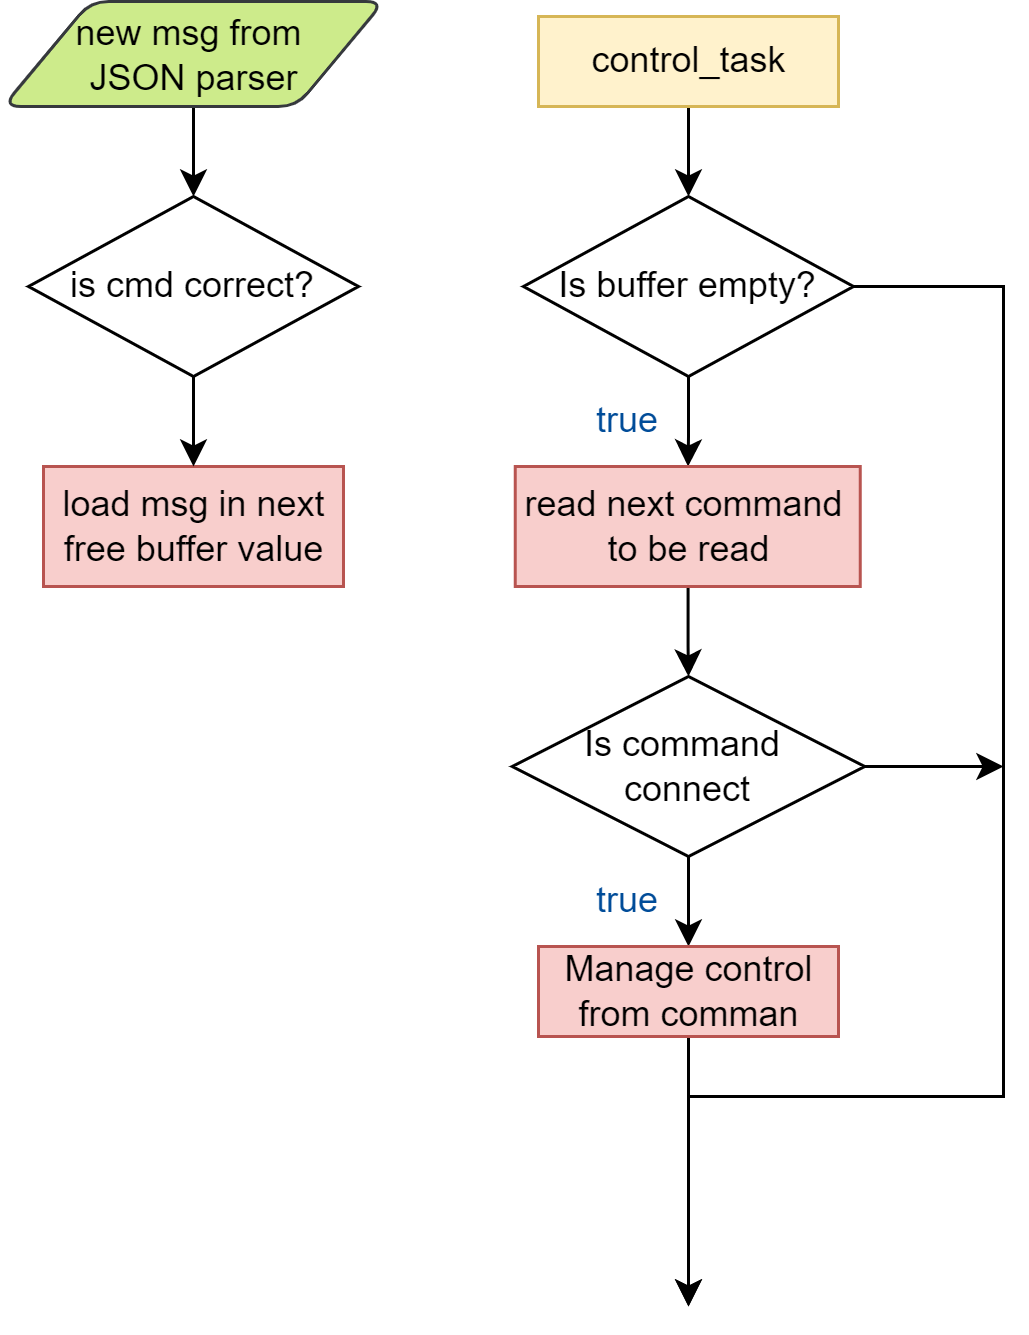 new msg from
JSON parser
is cmd correct?
load msg in next
free buffer value
control_task
Is buffer empty?
true
read next command
to be read
Is command
connect
true
Manage control
from comman